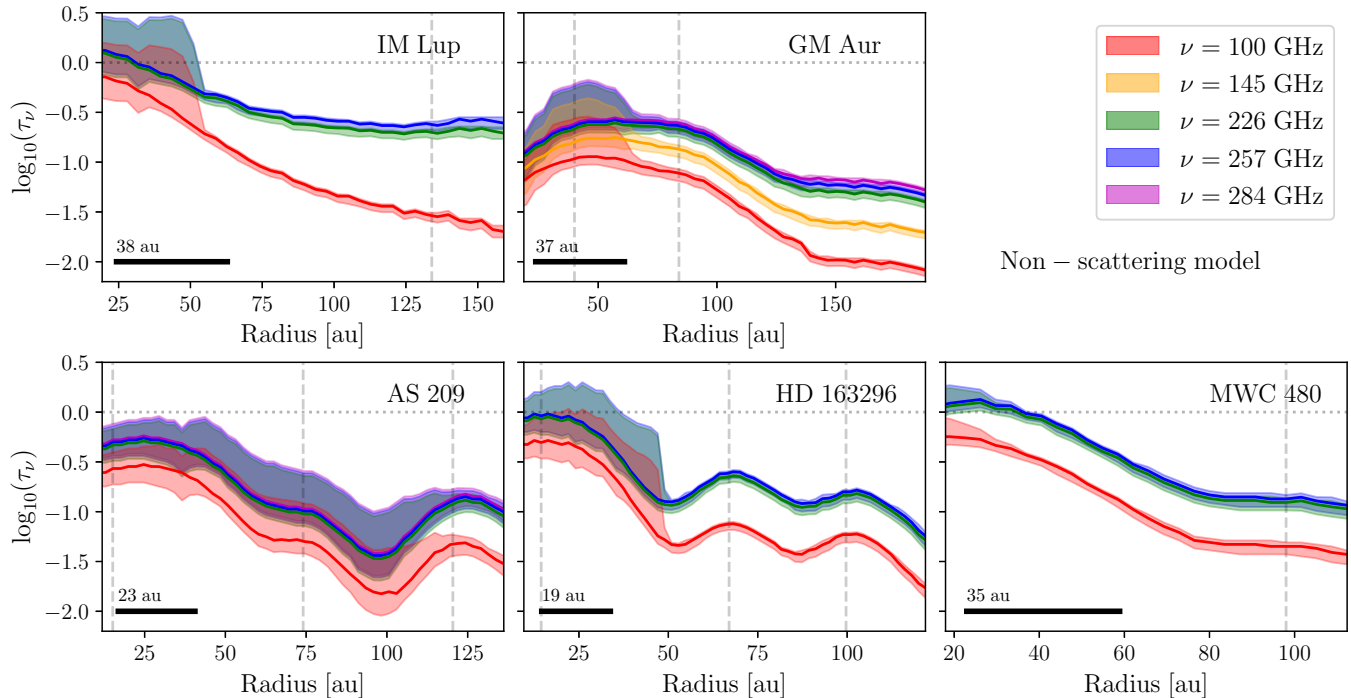 0.5
0.0
−0.5
−1.0
−1.5
−2.0
log₁₀(τᵥ)
IM Lup
38 au
25 50 75 100 125 150
Radius [au]
GM Aur
37 au
50 100 150
Radius [au]
ν = 100 GHz
ν = 145 GHz
ν = 226 GHz
ν = 257 GHz
ν = 284 GHz
Non − scattering model
0.5
0.0
−0.5
−1.0
−1.5
−2.0
log₁₀(τᵥ)
AS 209
23 au
25 50 75 100 125
Radius [au]
HD 163296
19 au
25 50 75 100
Radius [au]
MWC 480
35 au
20 40 60 80 100
Radius [au]